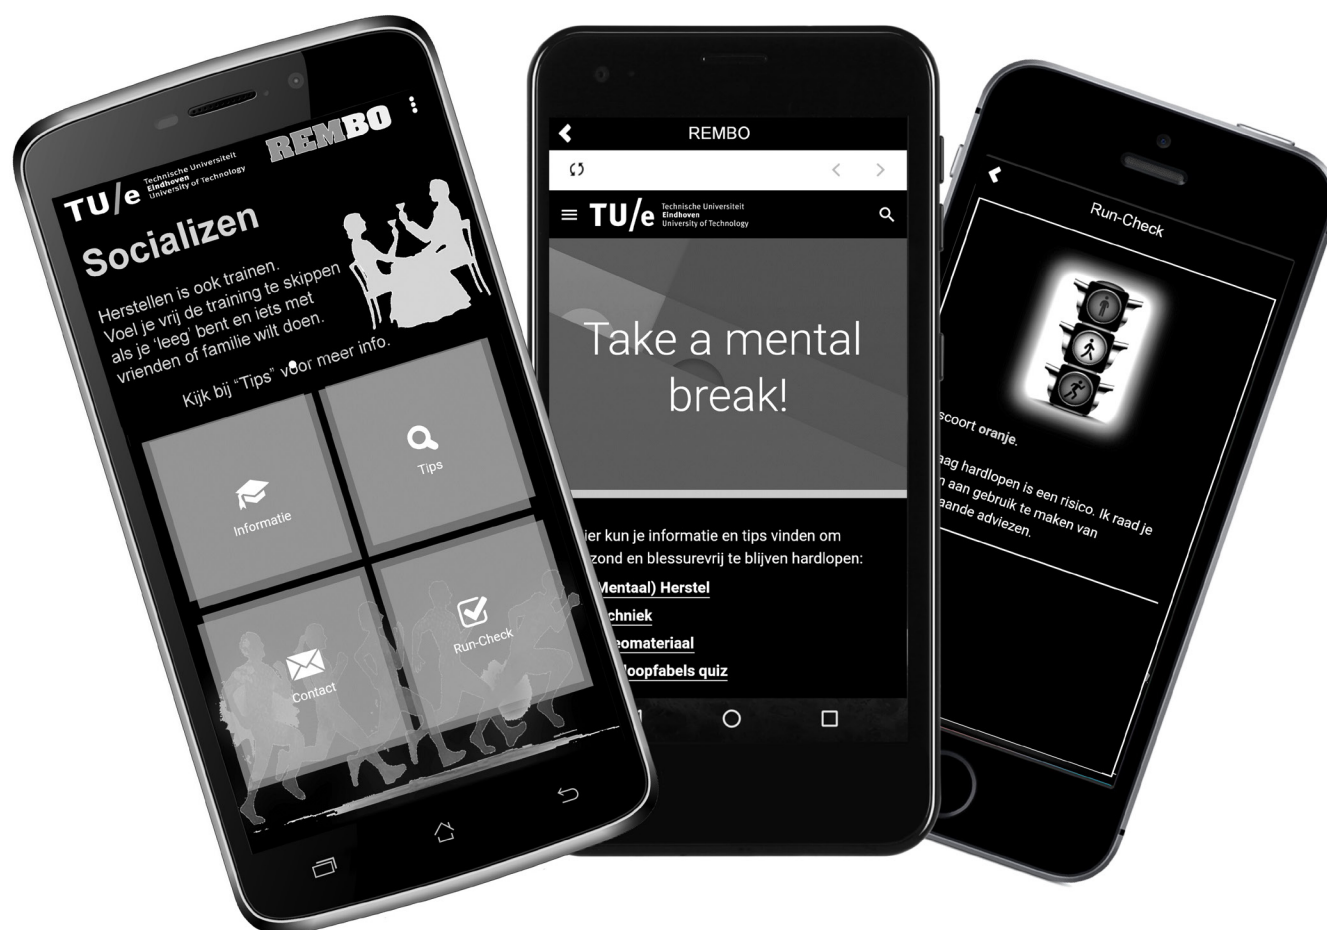 REMBO
TU/e Technische Universiteit
Eindhoven
University of Technology
Socializen
Herstellen is ook trainen.
Voel je vrij de training te skippen
als je 'leeg' bent en iets met
vrienden of familie wilt doen.
Kijk bij "Tips" voor meer info.
Informatie
Tips
Contact
Run-Check
REMBO
TU/e Technische Universiteit
Eindhoven
University of Technology
Take a mental
break!
ier kun je informatie en tips vinden om
zond en blessurevrij te blijven hardlopen:
Mentaal) Herstel
chniek
eomateriaal
loopfabels quiz
Run-Check
scoort oranje.
aag hardlopen is een risico. Ik raad je
n aan gebruik te maken van
aande adviezen.